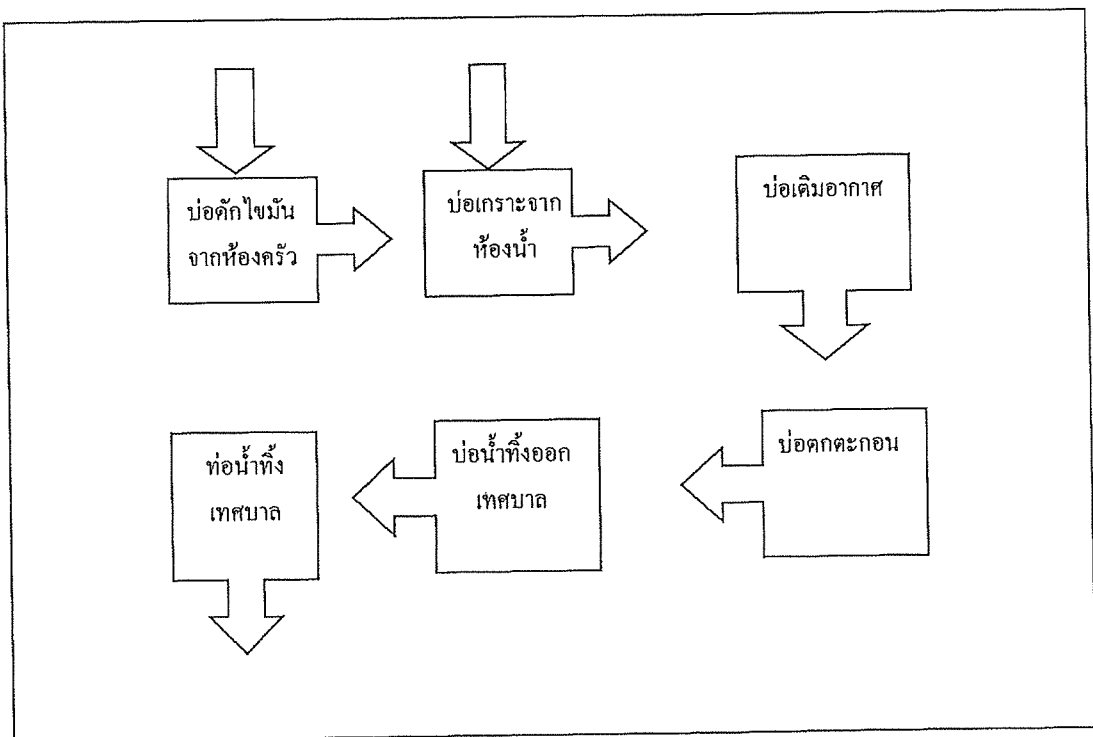 บ่อดักไขมัน
จากห้องครัว
บ่อเกราะจาก
ห้องน้ำ
บ่อเติมอากาศ
ท่อน้ำทิ้ง
เทศบาล
บ่อน้ำทิ้งออก
เทศบาล
บ่อตกตะกอน